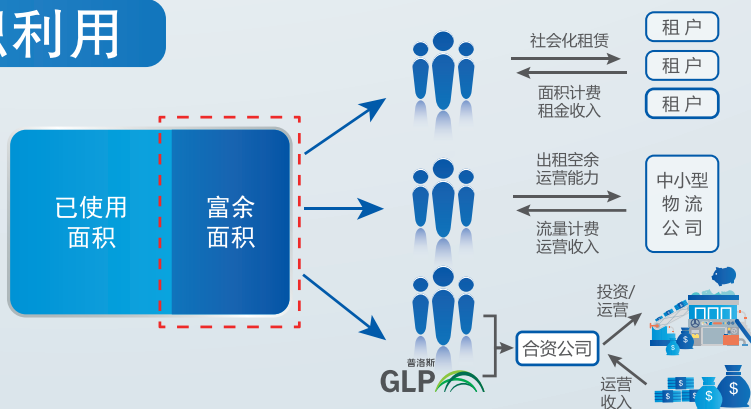 利用
已使用
面积
富余
面积
社会化租赁
面积计费
租金收入
租户
租户
租户
出租空余
运营能力
流量计费
运营收入
中小型
物流
公司
普洛斯
GLP
合资公司
投资/
运营
运营
收入
$
$
$
$
$
$
$